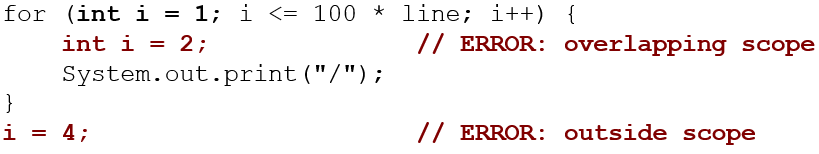 for (int i = 1; i <= 100 * line; i++) {
    int i = 2;              // ERROR: overlapping scope
    System.out.print("/");
}
i = 4;                      // ERROR: outside scope